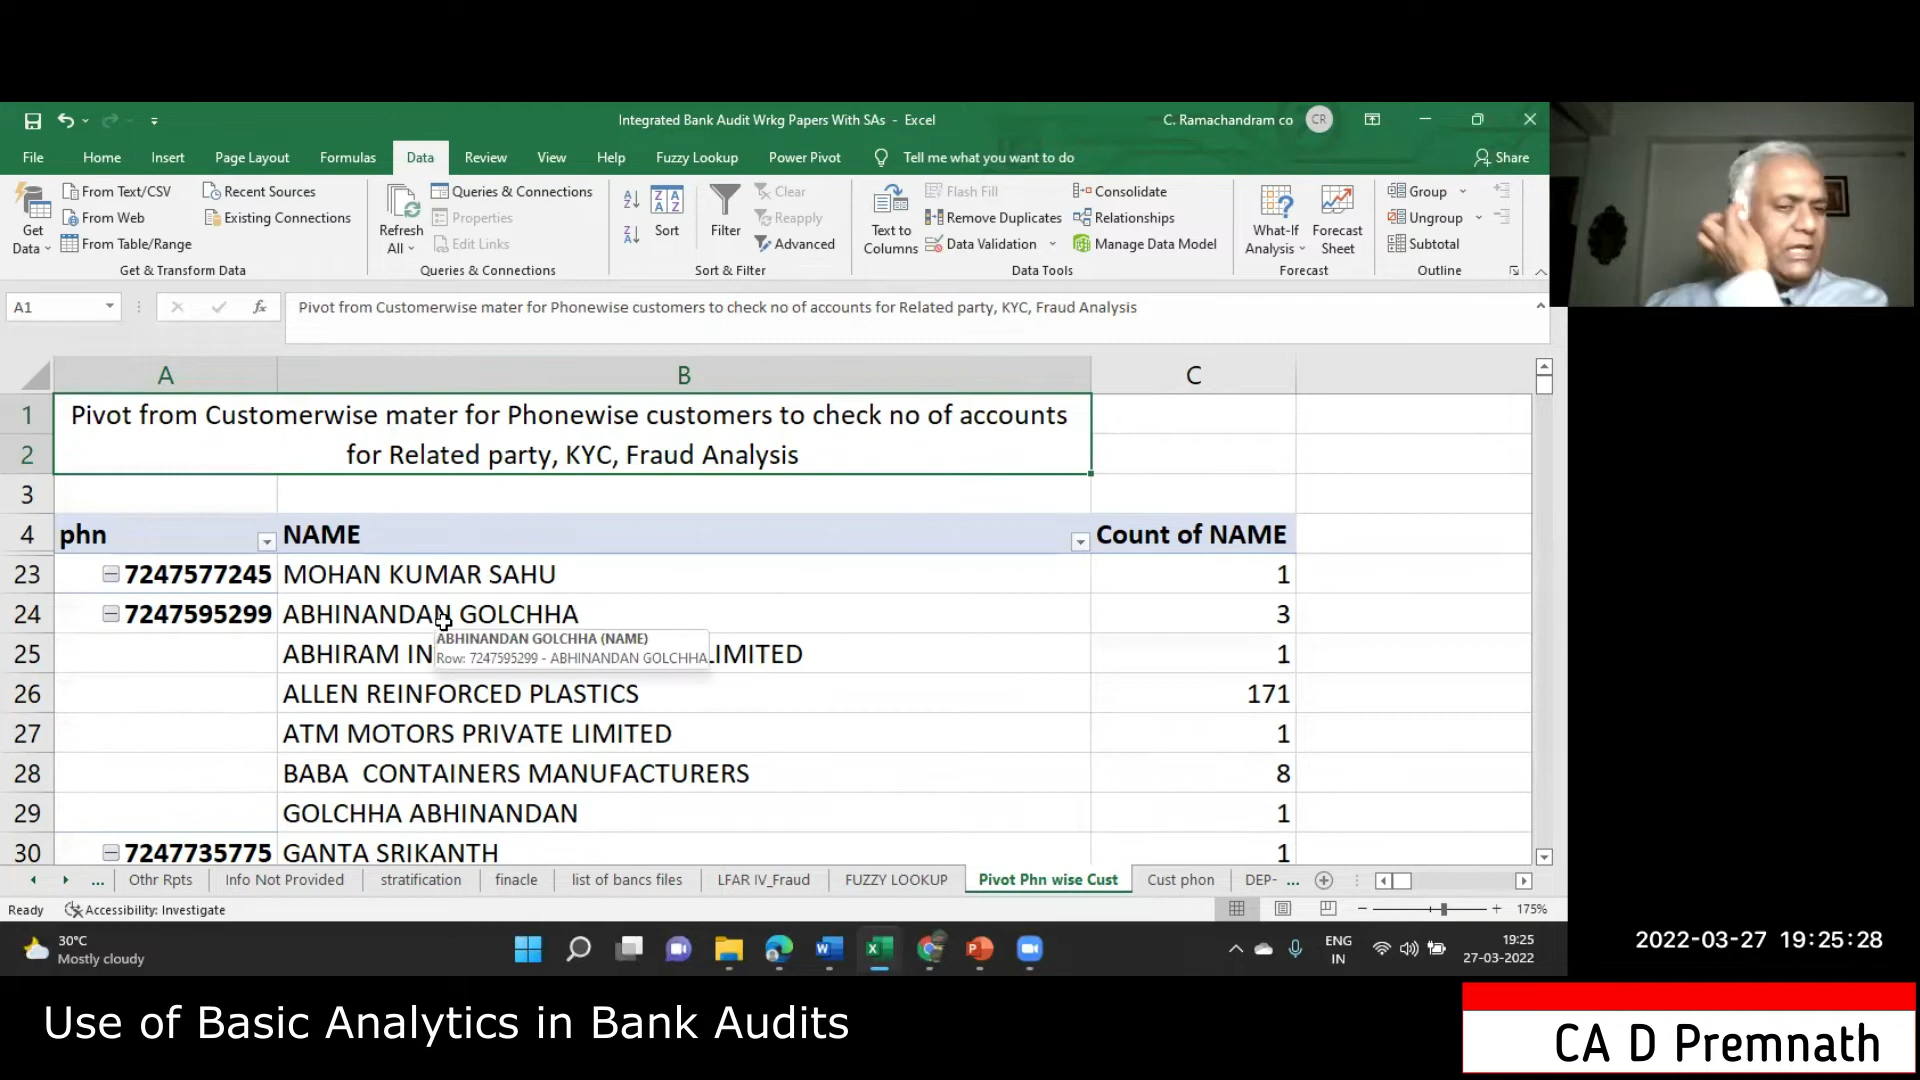 Integrated Bank Audit Wrkg Papers With SAs - Excel
C. Ramachandram co CR
File Home Insert Page Layout Formulas Data Review View Help Fuzzy Lookup Power Pivot Tell me what you want to do Share
From Text/CSV Recent Sources Queries & Connections Clear Flash Fill Consolidate Group
From Web Existing Connections Properties Reapply Remove Duplicates Relationships Ungroup
From Table/Range Edit Links Advanced Data Validation Manage Data Model Subtotal
Get Data Refresh All Sort Filter Text to Columns What-If Analysis Forecast Sheet
Get & Transform Data Queries & Connections Sort & Filter Data Tools Forecast Outline
A1 fx Pivot from Customerwise mater for Phonewise customers to check no of accounts for Related party, KYC, Fraud Analysis
A B C
1 Pivot from Customerwise mater for Phonewise customers to check no of accounts
2 for Related party, KYC, Fraud Analysis
3
4 phn NAME Count of NAME
23 7247577245 MOHAN KUMAR SAHU 1
24 7247595299 ABHINANDAN GOLCHHA 3
ABHINANDAN GOLCHHA (NAME)
Row: 7247595299 - ABHINANDAN GOLCHHA
25 ABHIRAM IN LIMITED 1
26 ALLEN REINFORCED PLASTICS 171
27 ATM MOTORS PRIVATE LIMITED 1
28 BABA CONTAINERS MANUFACTURERS 8
29 GOLCHHA ABHINANDAN 1
30 7247735775 GANTA SRIKANTH 1
... Othr Rpts Info Not Provided stratification finacle list of bancs files LFAR IV_Fraud FUZZY LOOKUP Pivot Phn wise Cust Cust phon DEP- ...
Ready Accessibility: Investigate 175%
30°C
Mostly cloudy
ENG
IN
19:25
27-03-2022
2022-03-27 19:25:28
Use of Basic Analytics in Bank Audits
CA D Premnath